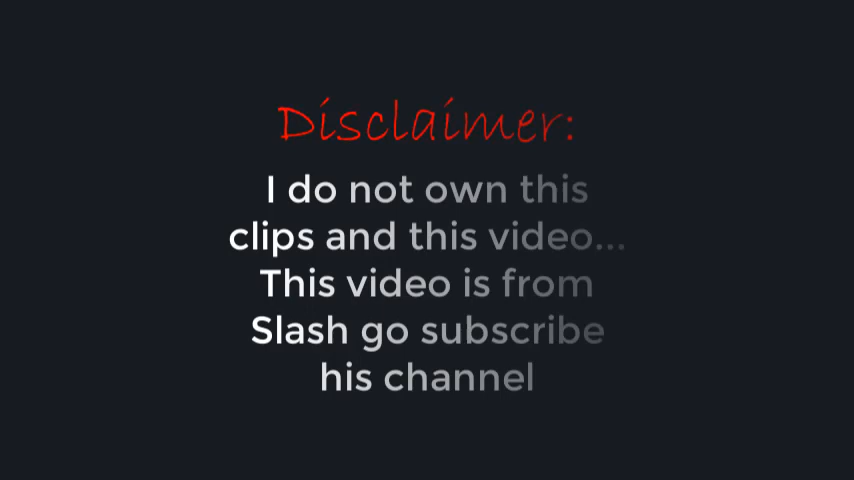 Disclaimer:
I do not own this
clips and this video...
This video is from
Slash go subscribe
his channel